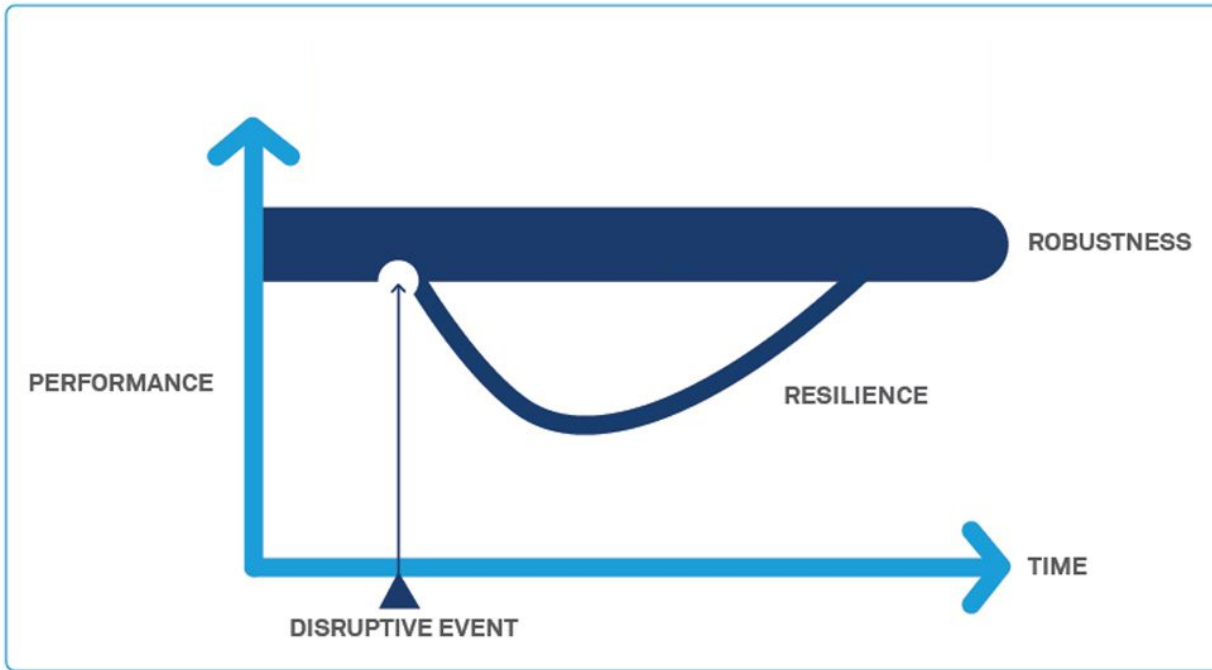 ROBUSTNESS
PERFORMANCE
RESILIENCE
TIME
DISRUPTIVE EVENT